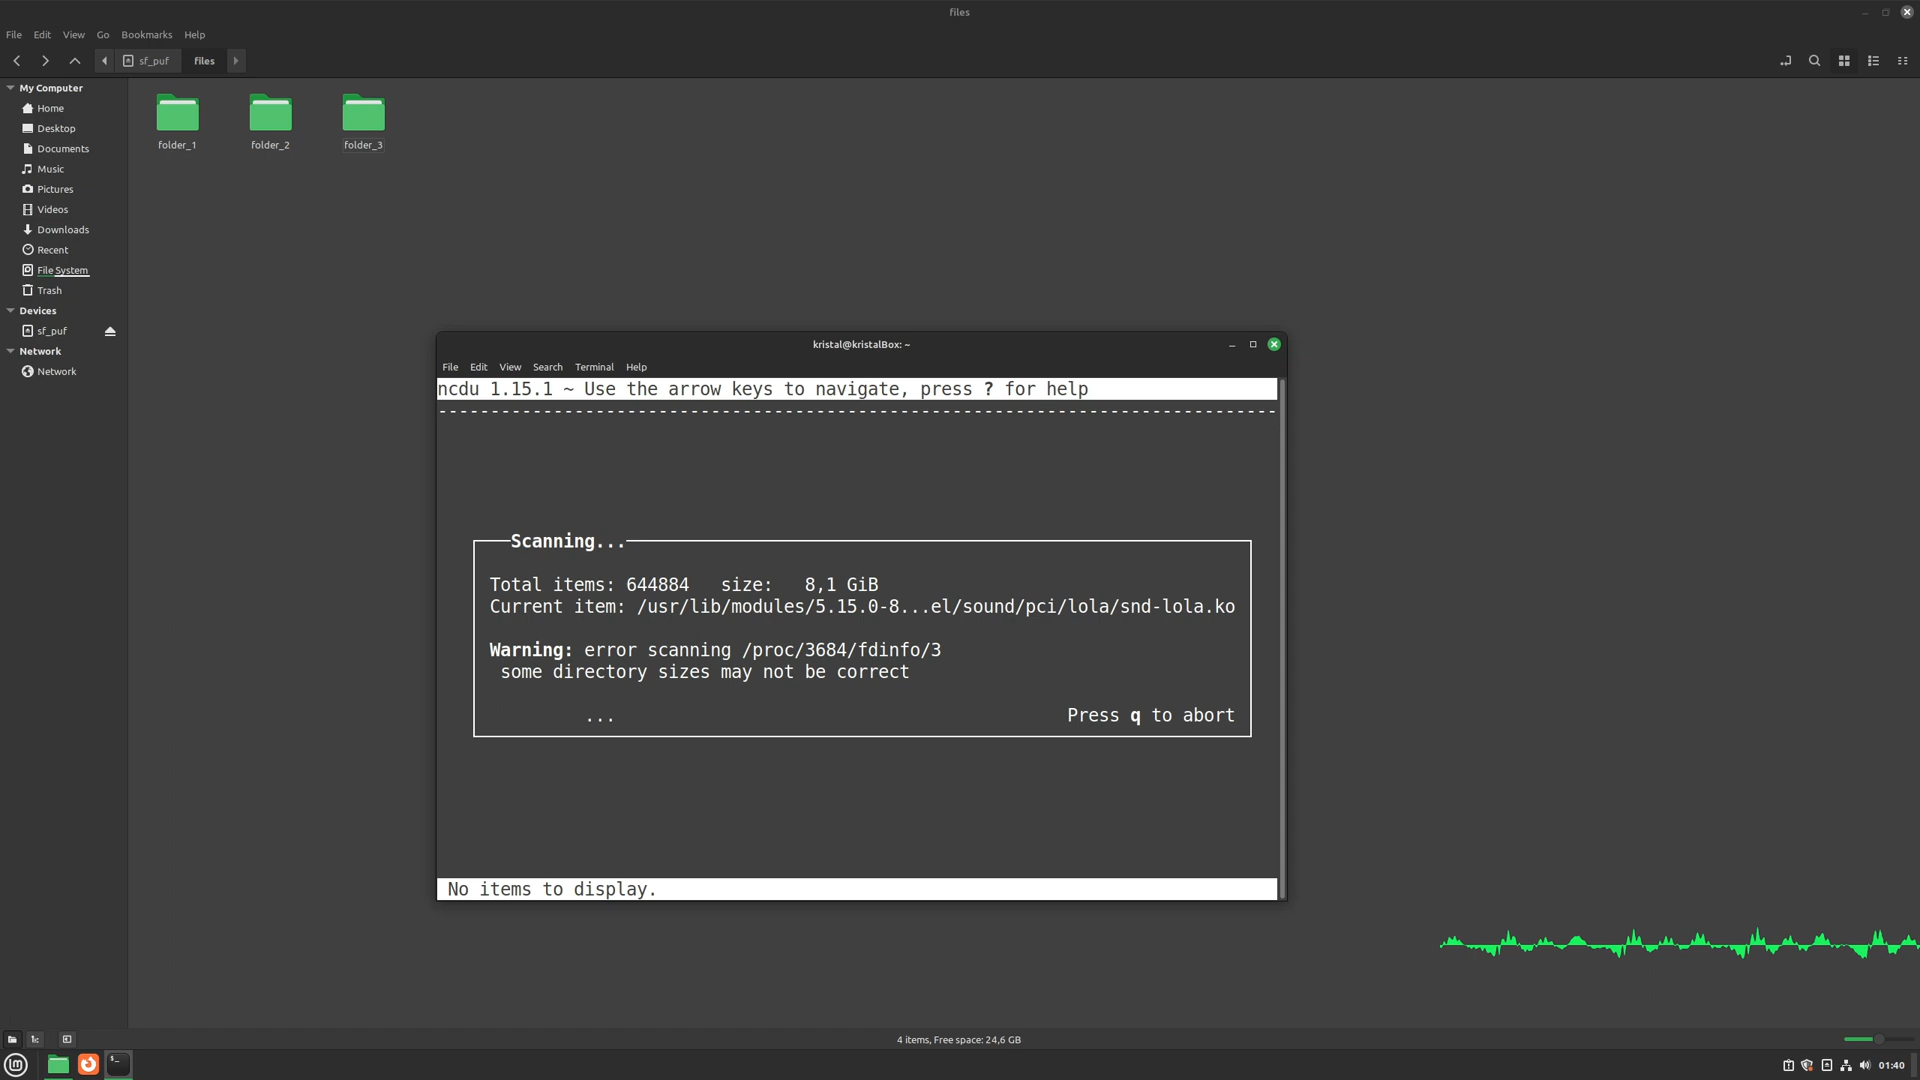 files
File Edit View Go Bookmarks Help
sf_puf files
My Computer
Home
Desktop
Documents
Music
Pictures
Videos
Downloads
Recent
File System
Trash
Devices
sf_puf
Network
Network
folder_1 folder_2 folder_3
kristal@kristalBox: ~
File Edit View Search Terminal Help
ncdu 1.15.1 ~ Use the arrow keys to navigate, press ? for help
--------------------------------------------------------------------------------
Scanning...
Total items: 644884 size: 8,1 GiB
Current item: /usr/lib/modules/5.15.0-8...el/sound/pci/lola/snd-lola.ko
Warning: error scanning /proc/3684/fdinfo/3
some directory sizes may not be correct
... Press q to abort
No items to display.
4 items, Free space: 24,6 GB
01:40